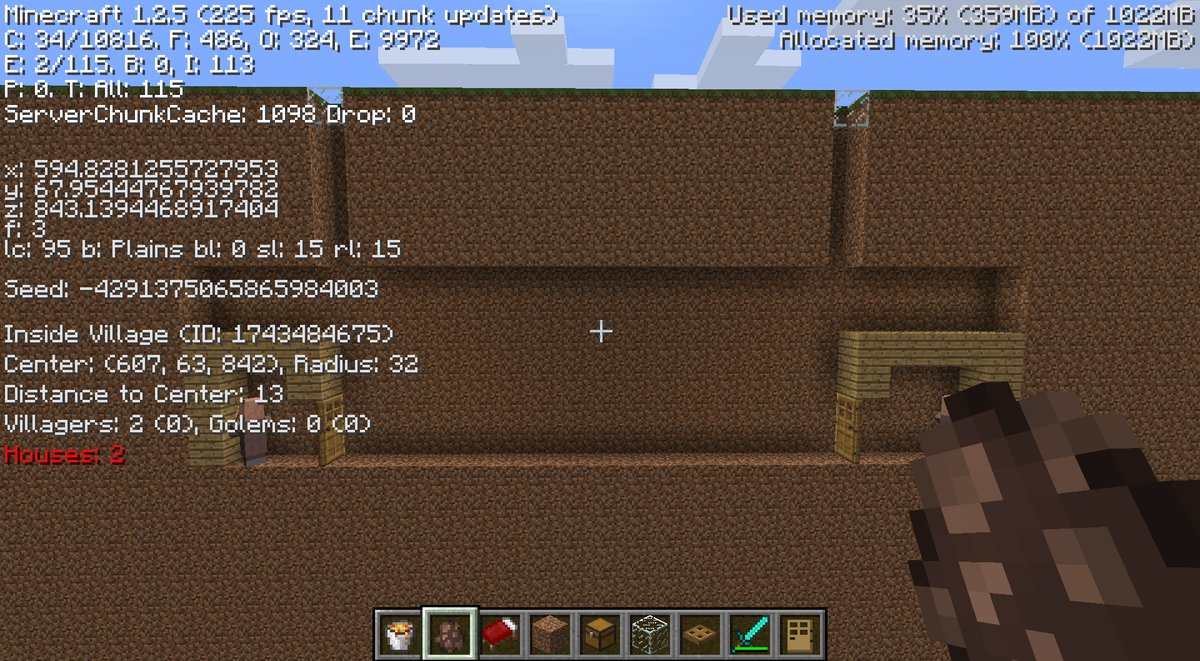 Minecraft 1.2.5 (225 fps, 11 chunk updates)
Used memory: 35% (359MB) of 1022MB
C: 34/10816. F: 486, O: 324, E: 9972
Allocated memory: 100% (1022MB)
E: 2/115. B: 0, I: 113
P: 0. T: All: 115
ServerChunkCache: 1098 Drop: 0
x: 594.8281255727953
y: 67.954447679397​82
z: 843.1394468917404
f: 3
lc: 95 b: Plains bl: 0 sl: 15 rl: 15
Seed: -4291375065865984003
Inside Village (ID: 1743484675)
Center: (607, 63, 842), Radius: 32
Distance to Center: 13
Villagers: 2 (0), Golems: 0 (0)
Houses: 2